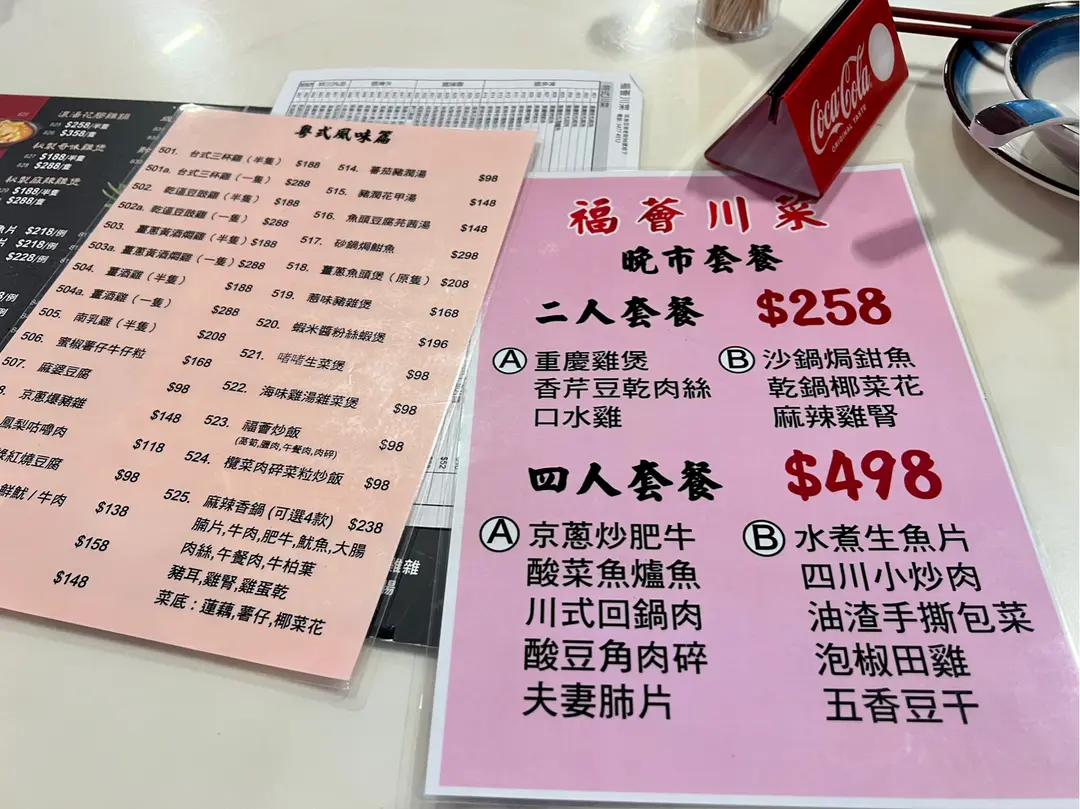 $258/半隻
$358/隻
私製奇味雞煲
$188/半隻
$288/隻
私製麻辣雞煲
$188/半隻
$288/隻
$218/例
$218/例
$228/例
粵式風味篇
501. 台式三杯雞（半隻） $188
501a. 台式三杯雞（一隻） $288
502. 乾逼豆豉雞（半隻） $188
502a. 乾逼豆豉雞（一隻） $288
503. 薑蔥黃酒燜雞（半隻） $188
503a. 薑蔥黃酒燜雞（一隻） $288
504. 薑酒雞（半隻） $188
504a. 薑酒雞（一隻） $288
505. 南乳雞（半隻） $208
506. 蜜椒薯仔牛仔粒 $168
507. 麻婆豆腐 $98
京蔥爆豬雜 $148
鳳梨咕嚕肉 $118
紅燒豆腐 $98
鮮魷/牛肉 $138
$158
$148
514. 蕃茄豬潤湯 $98
515. 豬潤花甲湯 $148
516. 魚頭豆腐芫茜湯 $148
517. 砂鍋焗鉗魚 $298
518. 薑蔥魚頭煲（原隻） $208
519. 蔥味豬雜煲 $168
520. 蝦米醬粉絲蝦煲 $196
521. 啫啫生菜煲 $98
522. 海味雞湯雜菜煲 $98
523. 福薈炒飯 $98
(萵筍,臘肉,午餐肉,肉碎)
524. 欖菜肉碎菜粒炒飯 $98
525. 麻辣香鍋(可選4款) $238
腩片,牛肉,肥牛,魷魚,大腸
肉絲,午餐肉,牛柏葉
豬耳,雞腎,雞蛋乾
菜底：蓮藕,薯仔,椰菜花
Coca-Cola
ORIGINAL TASTE
福薈川菜
晚市套餐
二人套餐 $258
Ⓐ 重慶雞煲
香芹豆乾肉絲
口水雞
Ⓑ 沙鍋焗鉗魚
乾鍋椰菜花
麻辣雞腎
四人套餐 $498
Ⓐ 京蔥炒肥牛
酸菜魚爐魚
川式回鍋肉
酸豆角肉碎
夫妻肺片
Ⓑ 水煮生魚片
四川小炒肉
油渣手撕包菜
泡椒田雞
五香豆干